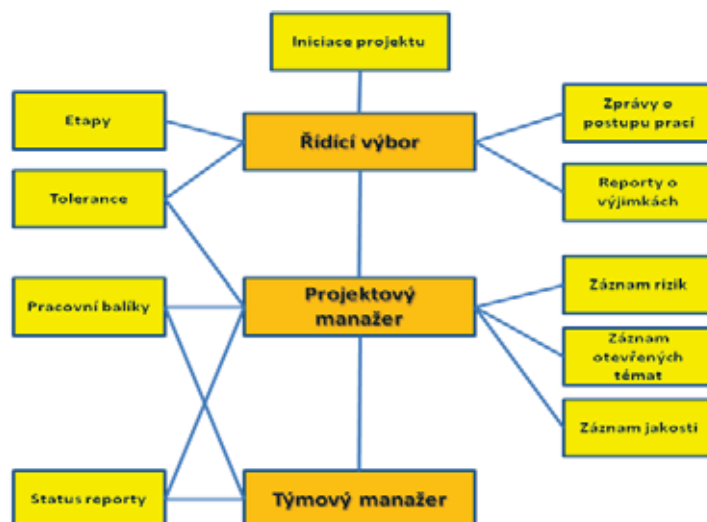 Iniciace projektu
Etapy
Řídící výbor
Zprávy o
postupu prací
Tolerance
Reporty o
výjimkách
Pracovní balíky
Projektový
manažer
Záznam rizik
Záznam
otevřených
témat
Záznam jakosti
Status reporty
Týmový manažer